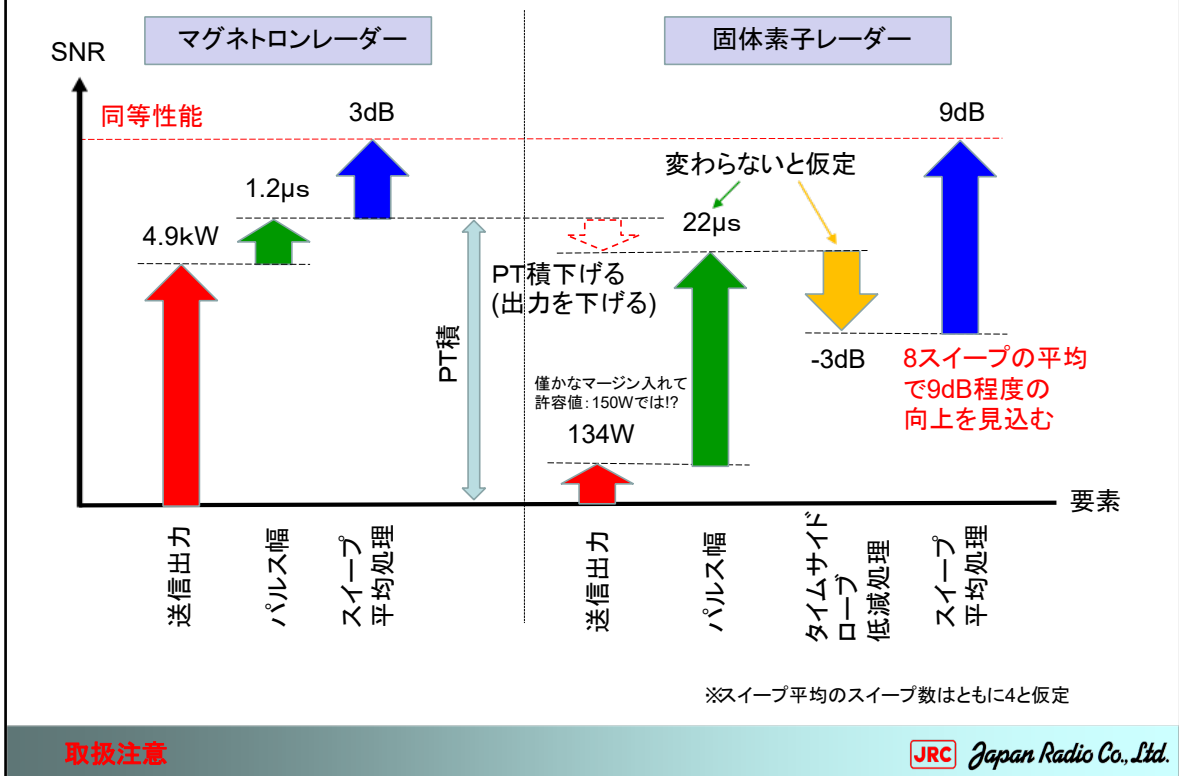 マグネトロンレーダー
固体素子レーダー
SNR
同等性能
3dB
9dB
変わらないと仮定
1.2μs
22μs
4.9kW
PT積下げる
(出力を下げる)
PT積
-3dB
8スイープの平均
で9dB程度の
向上を見込む
僅かなマージン入れて
許容値：150Wでは!?
134W
要素
送信出力
パルス幅
スイープ
平均処理
送信出力
パルス幅
タイムサイド
ローブ
低減処理
スイープ
平均処理
※スイープ平均のスイープ数はともに4と仮定
取扱注意
JRC Japan Radio Co., Ltd.